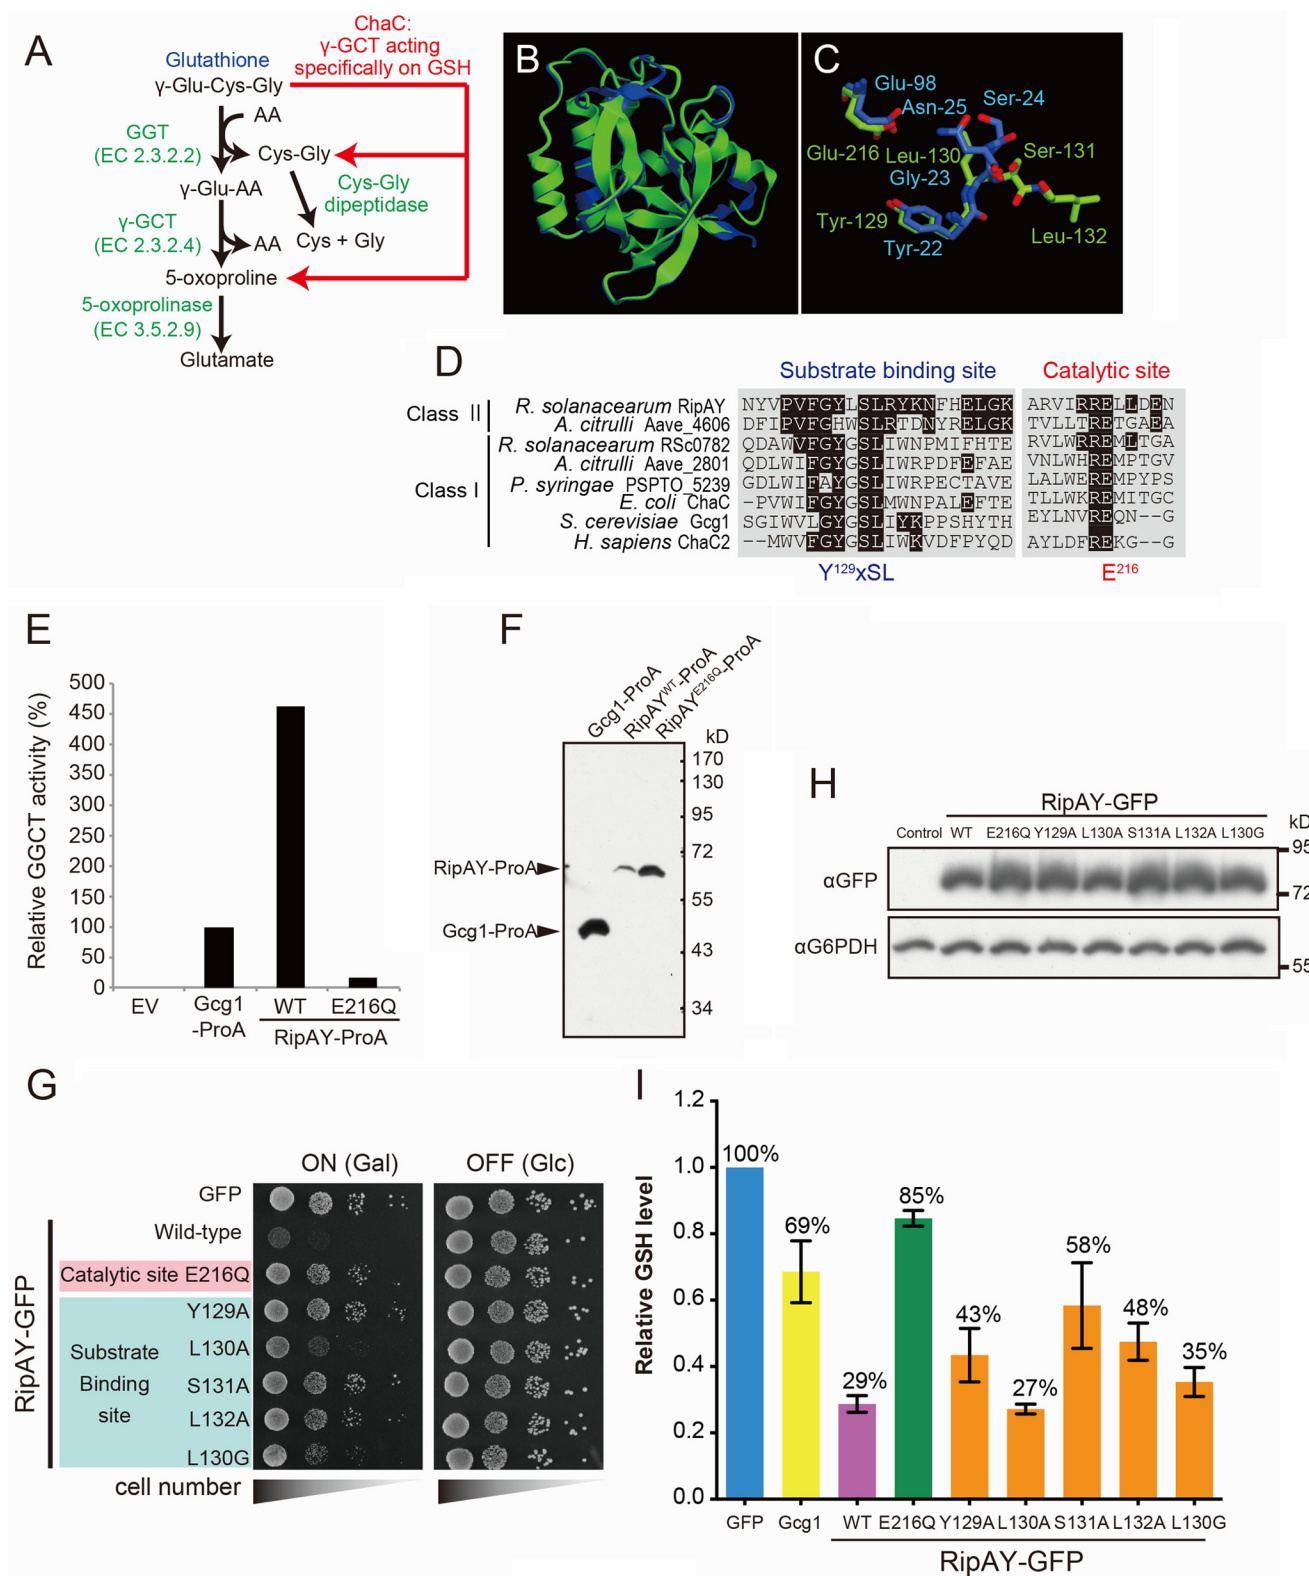 A
ChaC:
γ-GCT acting
specifically on GSH
Glutathione
γ-Glu-Cys-Gly
AA
GGT
(EC 2.3.2.2)
Cys-Gly
γ-Glu-AA
Cys-Gly
dipeptidase
γ-GCT
(EC 2.3.2.4)
AA
Cys + Gly
5-oxoproline
5-oxoprolinase
(EC 3.5.2.9)
Glutamate
B
C
Glu-98
Asn-25
Ser-24
Glu-216
Leu-130
Ser-131
Gly-23
Tyr-129
Tyr-22
Leu-132
D
Substrate binding site
Catalytic site
Class II
R. solanacearum RipAY NYVPVFGYLSLRYKNFHELGK ARVIRRELLDEN
A. citrulli Aave_4606 DFIPVFGHWSLRTDNYRELGK TVLLTRETGAEA
Class I
R. solanacearum RSc0782 QDAWVFGYGSLIWNPMIFHTE RVLWRREMLTGA
A. citrulli Aave_2801 QDLWIFGYGSLIWRPDFEFAE VNLWHREMPTGV
P. syringae PSPTO_5239 GDLWIFAYGSLIWRPECTAVE LALWEREMPYPS
E. coli ChaC -PVWIFGYGSLMWNPALEFTE TLLWKREMITGC
S. cerevisiae Gcg1 SGIWVLGYGSLIYKPPSHYTH EYLNVREQN--G
H. sapiens ChaC2 --MWVFGYGSLIWKVDFPYQD AYLDFREKG--G
Y129xSL
E216
E
Relative GGCT activity (%)
500
450
400
350
300
250
200
150
100
50
0
EV
Gcg1
-ProA
WT
E216Q
RipAY-ProA
F
Gcg1-ProA
RipAYWT-ProA
RipAYE216Q-ProA
kD
170
130
95
72
55
43
34
RipAY-ProA
Gcg1-ProA
H
RipAY-GFP
Control WT E216Q Y129A L130A S131A L132A L130G
kD
95
αGFP
72
αG6PDH
55
G
ON (Gal)
OFF (Glc)
GFP
Wild-type
Catalytic site E216Q
Y129A
L130A
S131A
L132A
L130G
Substrate
Binding
site
RipAY-GFP
cell number
I
Relative GSH level
1.2
1.0
0.8
0.6
0.4
0.2
0.0
100%
69%
29%
85%
43%
27%
58%
48%
35%
GFP Gcg1 WT E216Q Y129A L130A S131A L132A L130G
RipAY-GFP